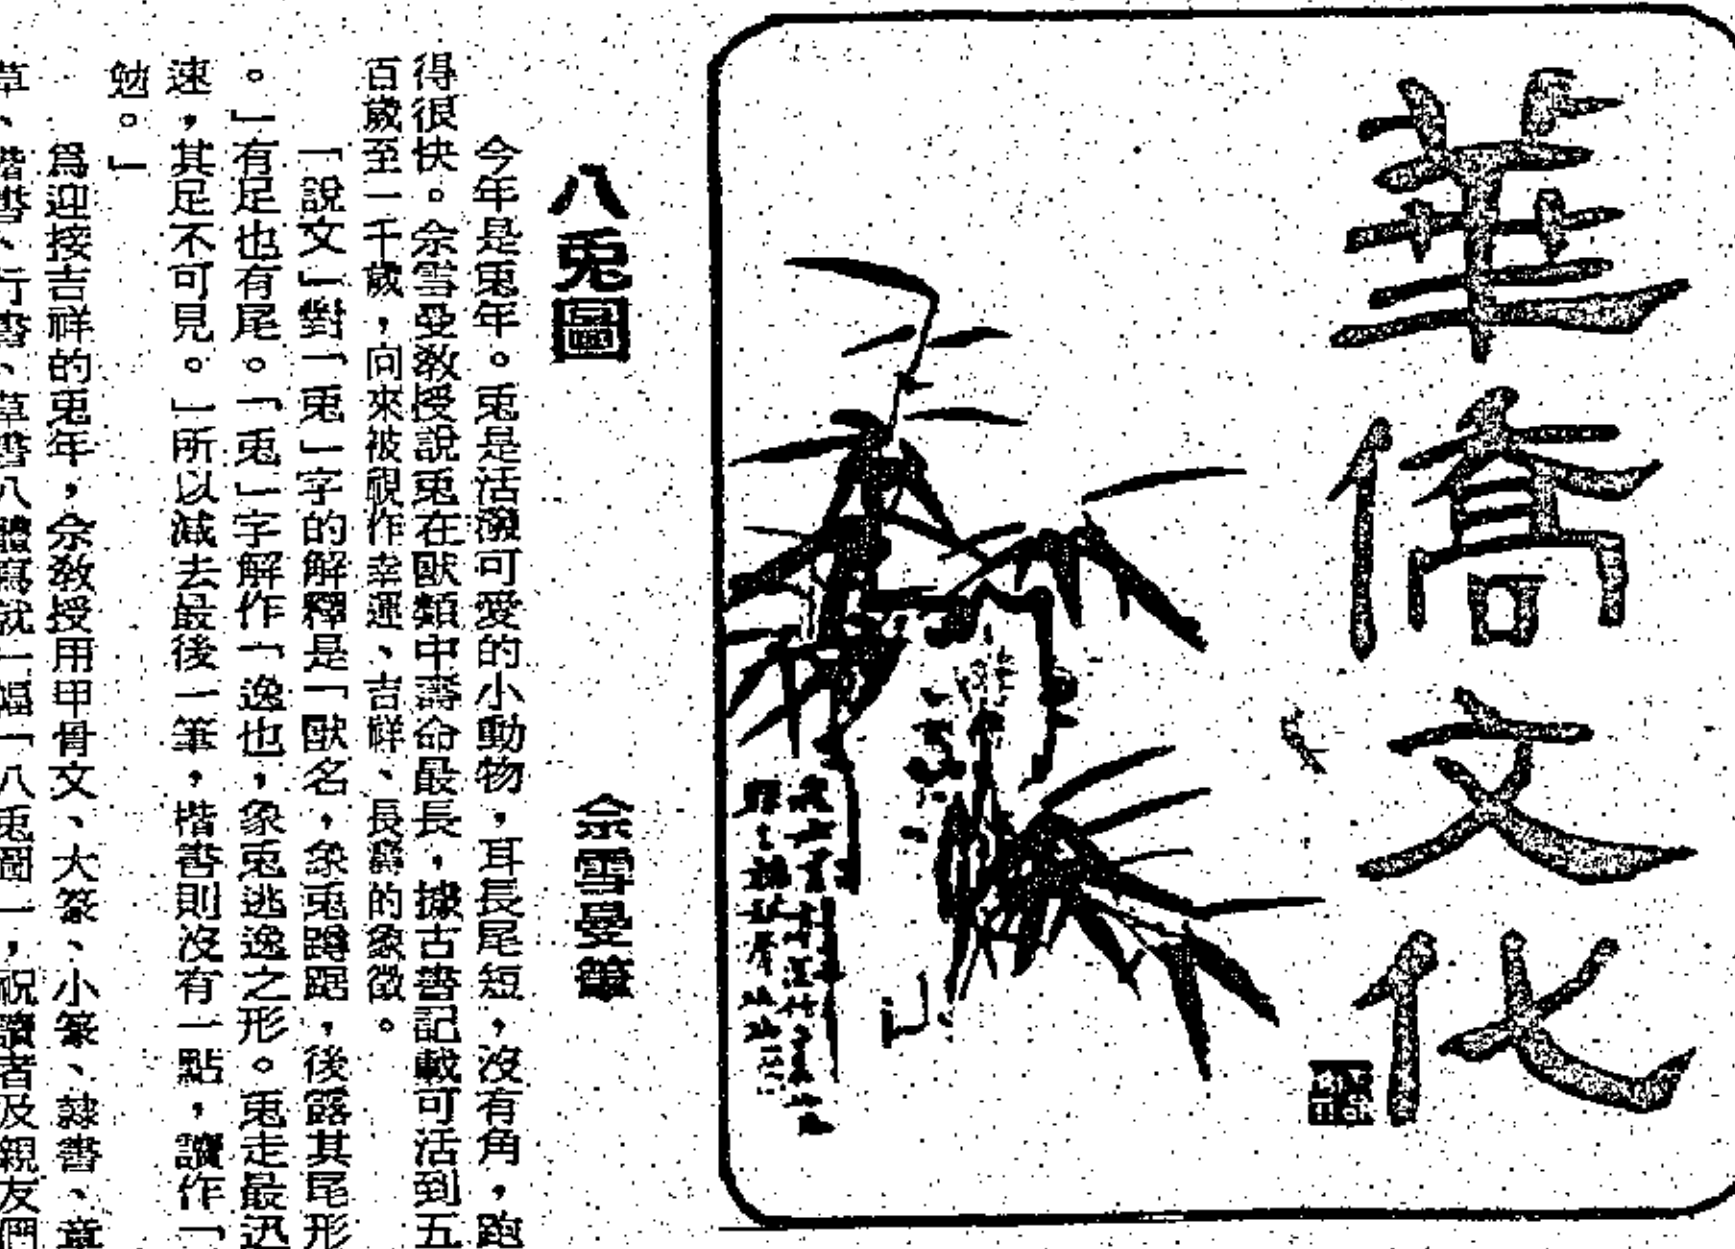 華僑文化
八兎圖
佘雪曼筆
今年是兎年。兎是活潑可愛的小動物，耳長尾短，沒有角，跑
得很快。佘雪曼教授說兎在獸類中壽命最長，據古書記載可活到五
百歲至一千歲，向來被視作幸運、吉祥、長壽的象徵。
「說文」對「兎」字的解釋是「獸名，象兎蹲踞，後露其尾形
。」有足也有尾。「兎」字解作「逸也，象兎逃逸之形。兎走最迅
速，其足不可見。」所以減去最後一筆，楷書則沒有一點，讀作「
勉。」
爲迎接吉祥的兎年，佘教授用甲骨文、大篆、小篆、隷書、章
草、楷書、行書、草書八體寫就一幅「八兎圖」，祝讀者及親友們